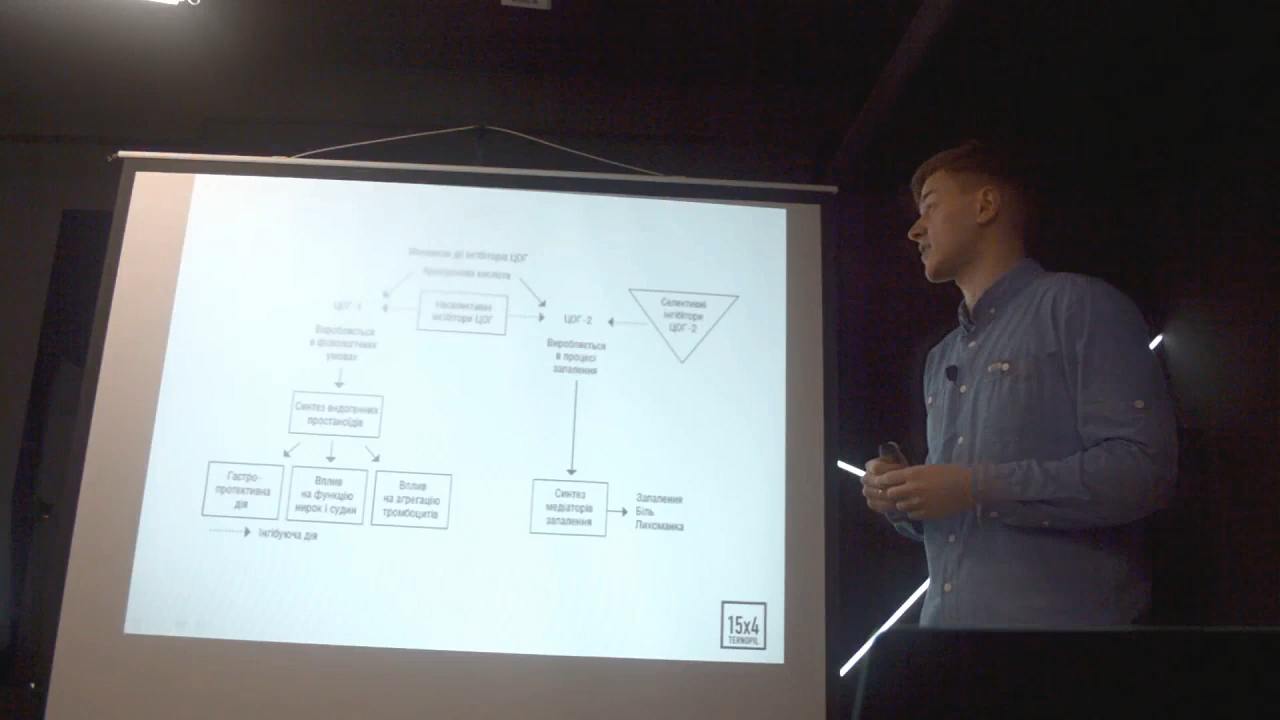 Механізм дії інгібіторів ЦОГ
Арахідонова кислота
ЦОГ-1
Неселективні
інгібітори ЦОГ
ЦОГ-2
Селективні
інгібітори
ЦОГ-2
Виробляється
в фізіологічних
умовах
Виробляється
в процесі
запалення
Синтез ендогенних
простаноїдів
Гастро-
протективна
дія
Вплив
на функцію
нирок і судин
Вплив
на агрегацію
тромбоцитів
Синтез
медіаторів
запалення
Запалення
Біль
Лихоманка
Інгібуюча дія
15x4
TERNOPIL